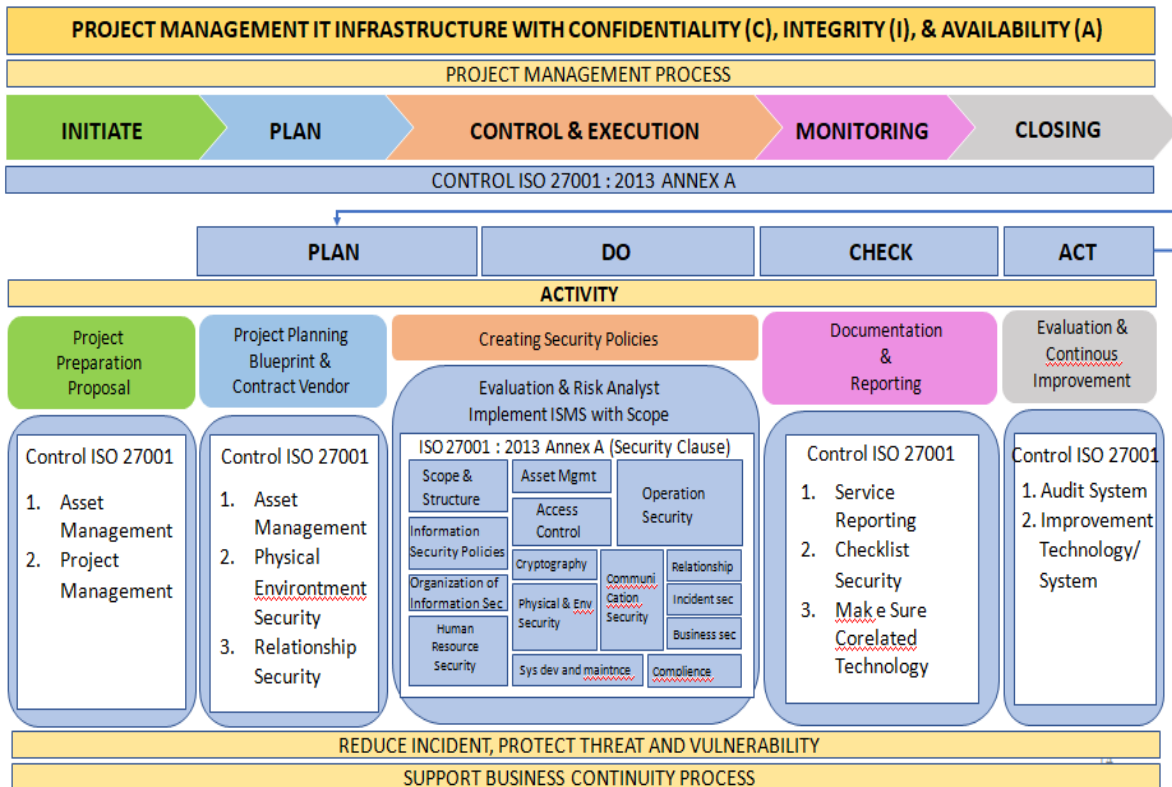 PROJECT MANAGEMENT IT INFRASTRUCTURE WITH CONFIDENTIALITY (C), INTEGRITY (I), & AVAILABILITY (A)
PROJECT MANAGEMENT PROCESS
INITIATE
PLAN
CONTROL & EXECUTION
MONITORING
CLOSING
CONTROL ISO 27001 : 2013 ANNEX A
PLAN
DO
CHECK
ACT
ACTIVITY
Project
Preparation
Proposal
Project Planning
Blueprint &
Contract Vendor
Creating Security Policies
Documentation
&
Reporting
Evaluation &
Continous
Improvement
Control ISO 27001
1. Asset
Management
2. Project
Management
Control ISO 27001
1. Asset
Management
2. Physical
Environtment
Security
3. Relationship
Security
Evaluation & Risk Analyst
Implement ISMS with Scope
ISO 27001 : 2013 Annex A (Security Clause)
Scope &
Structure
Information
Security Policies
Organization of
Information Sec
Human
Resource
Security
Asset Mgmt
Access
Control
Cryptography
Physical & Env
Security
Sys dev and maintnce
Operation
Security
Communi
Cation
Security
Relationship
Incident sec
Business sec
Complience
Control ISO 27001
1. Service
Reporting
2. Checklist
Security
3. Make Sure
Corelated
Technology
Control ISO 27001
1. Audit System
2. Improvement
Technology/
System
REDUCE INCIDENT, PROTECT THREAT AND VULNERABILITY
SUPPORT BUSINESS CONTINUITY PROCESS